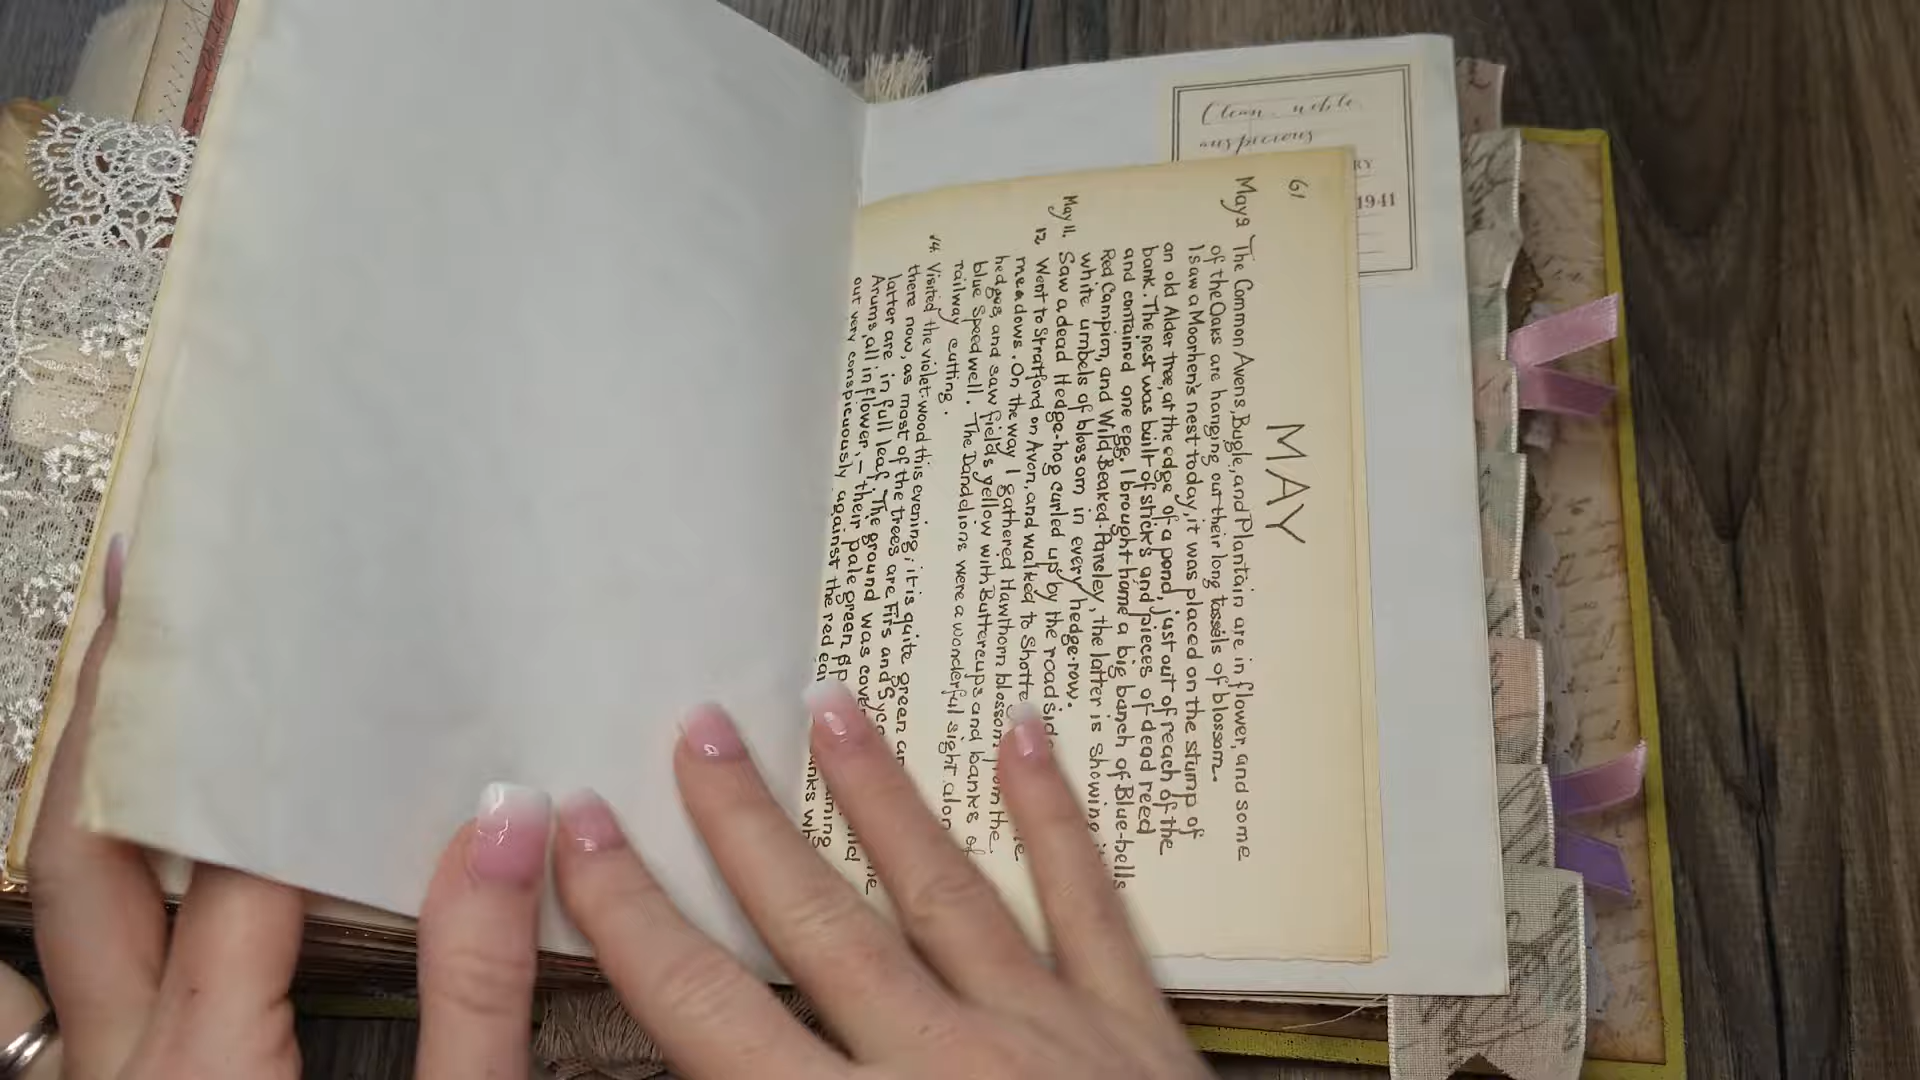 Clean. noble.
auspicious
RY
1941
61
MAY
May 9 The Common Avens, Bugle, and Plantain are in flower, and some
of the Oaks are hanging out their long tassels of blossom.
I saw a Moorhen's nest today, it was placed on the stump of
an old Alder tree, at the edge of a pond, just out of reach of the
bank. The nest was built of sticks and pieces of dead reed
and contained one egg. I brought home a big banch of Blue-bells
Red Campion, and Wild Beaked-Parsley, the latter is showing
white umbels of blossom in every hedge-row.
May 11. Saw a dead Hedge-hog curled up by the road side
12 Went to Stratford on Avon, and walked to Shotte
meadows. On the way I gathered Hawthorn blossom from the
hedges, and saw fields yellow with Buttercups and banks of
blue Speedwell. The Dandelions were a wonderful sight alon
railway cutting.
14. Visited the violet-wood this evening; it is quite green
there now, as most of the trees are Firs and Syc
latter are in full leaf. The ground was cove
Arums, all in flower, – their pale green
our very conspicuously against the red